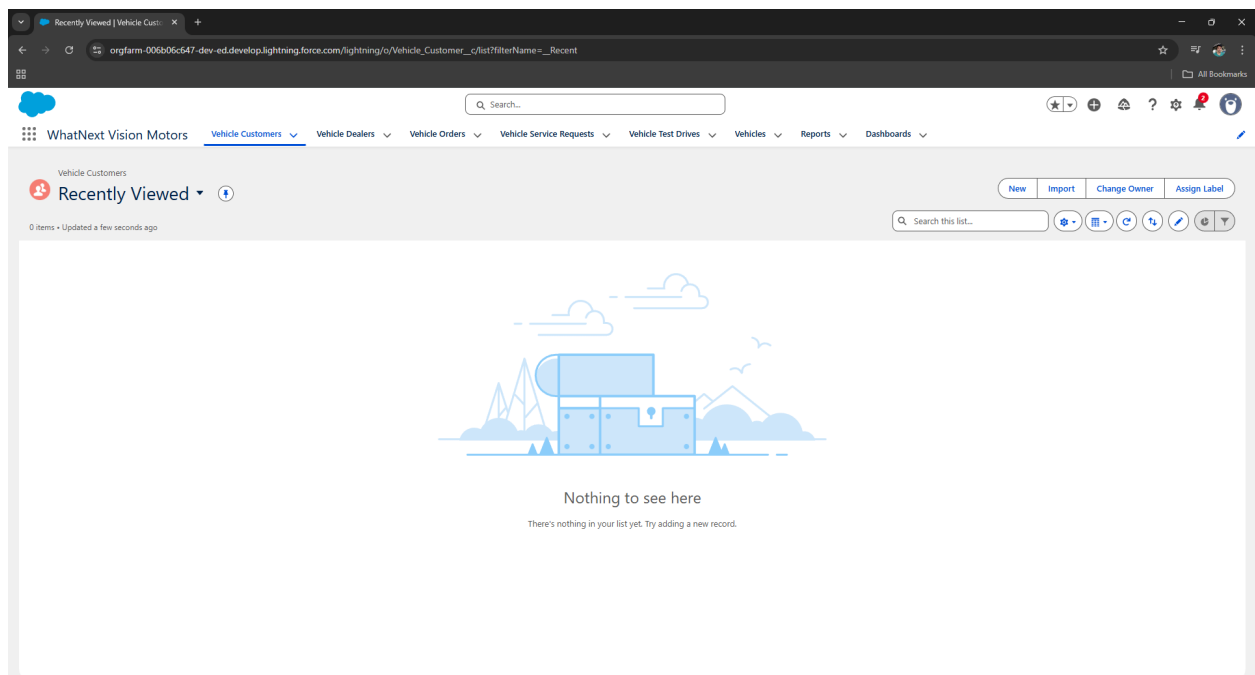 Recently Viewed | Vehicle Custo
orgfarm-006b06c647-dev-ed.develop.lightning.force.com/lightning/o/Vehicle_Customer__c/list?filterName=__Recent
All Bookmarks
Search...
2
WhatNext Vision Motors Vehicle Customers Vehicle Dealers Vehicle Orders Vehicle Service Requests Vehicle Test Drives Vehicles Reports Dashboards
Vehicle Customers
Recently Viewed
New Import Change Owner Assign Label
0 items • Updated a few seconds ago
Search this list...
Nothing to see here
There's nothing in your list yet. Try adding a new record.